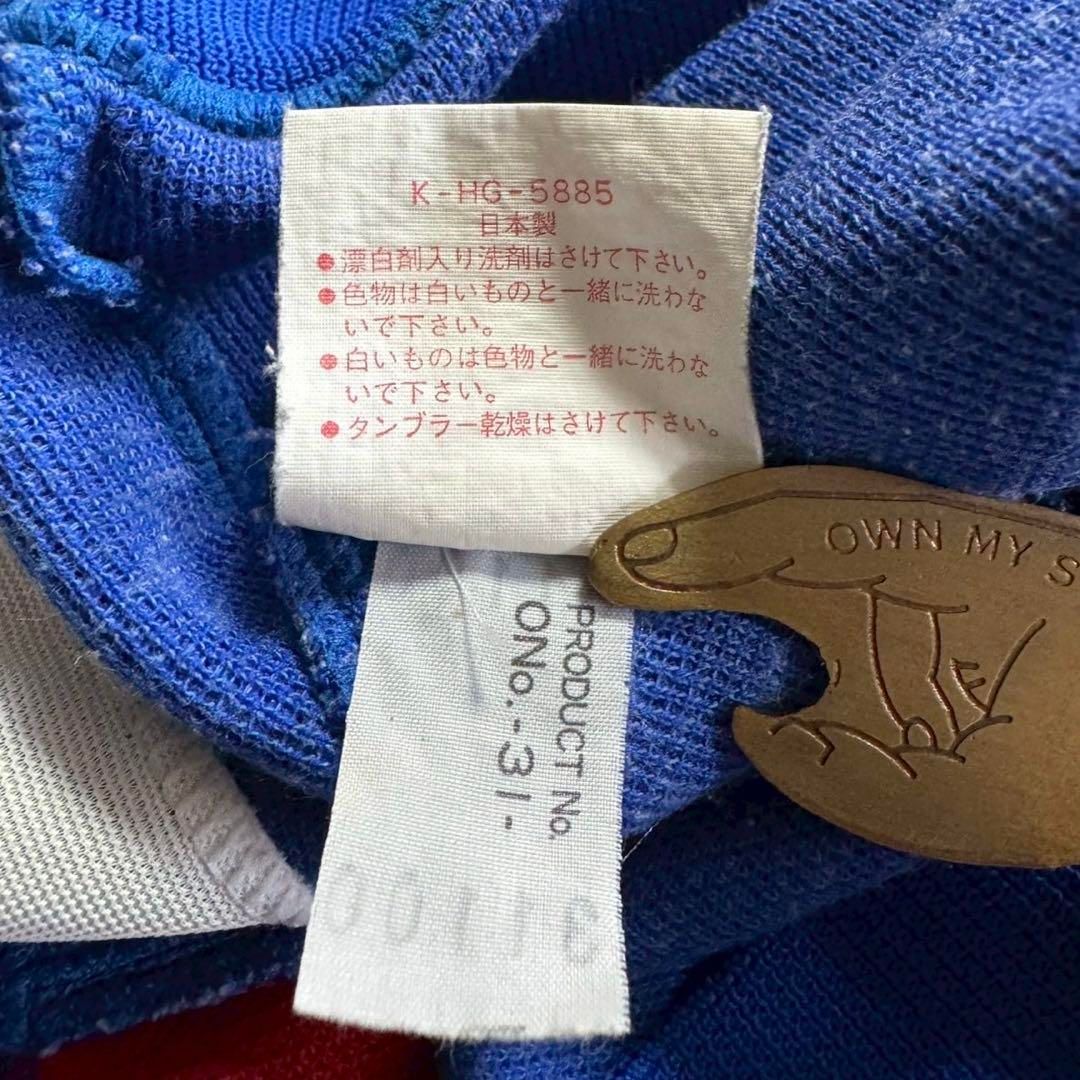 K-HG-5885
日本製
●漂白剤入り洗剤はさけて下さい。
●色物は白いものと一緒に洗わな
いで下さい。
●白いものは色物と一緒に洗わな
いで下さい。
●タンブラー乾燥はさけて下さい。
OWN MY S
PRODUCT No.
ONo.-31-